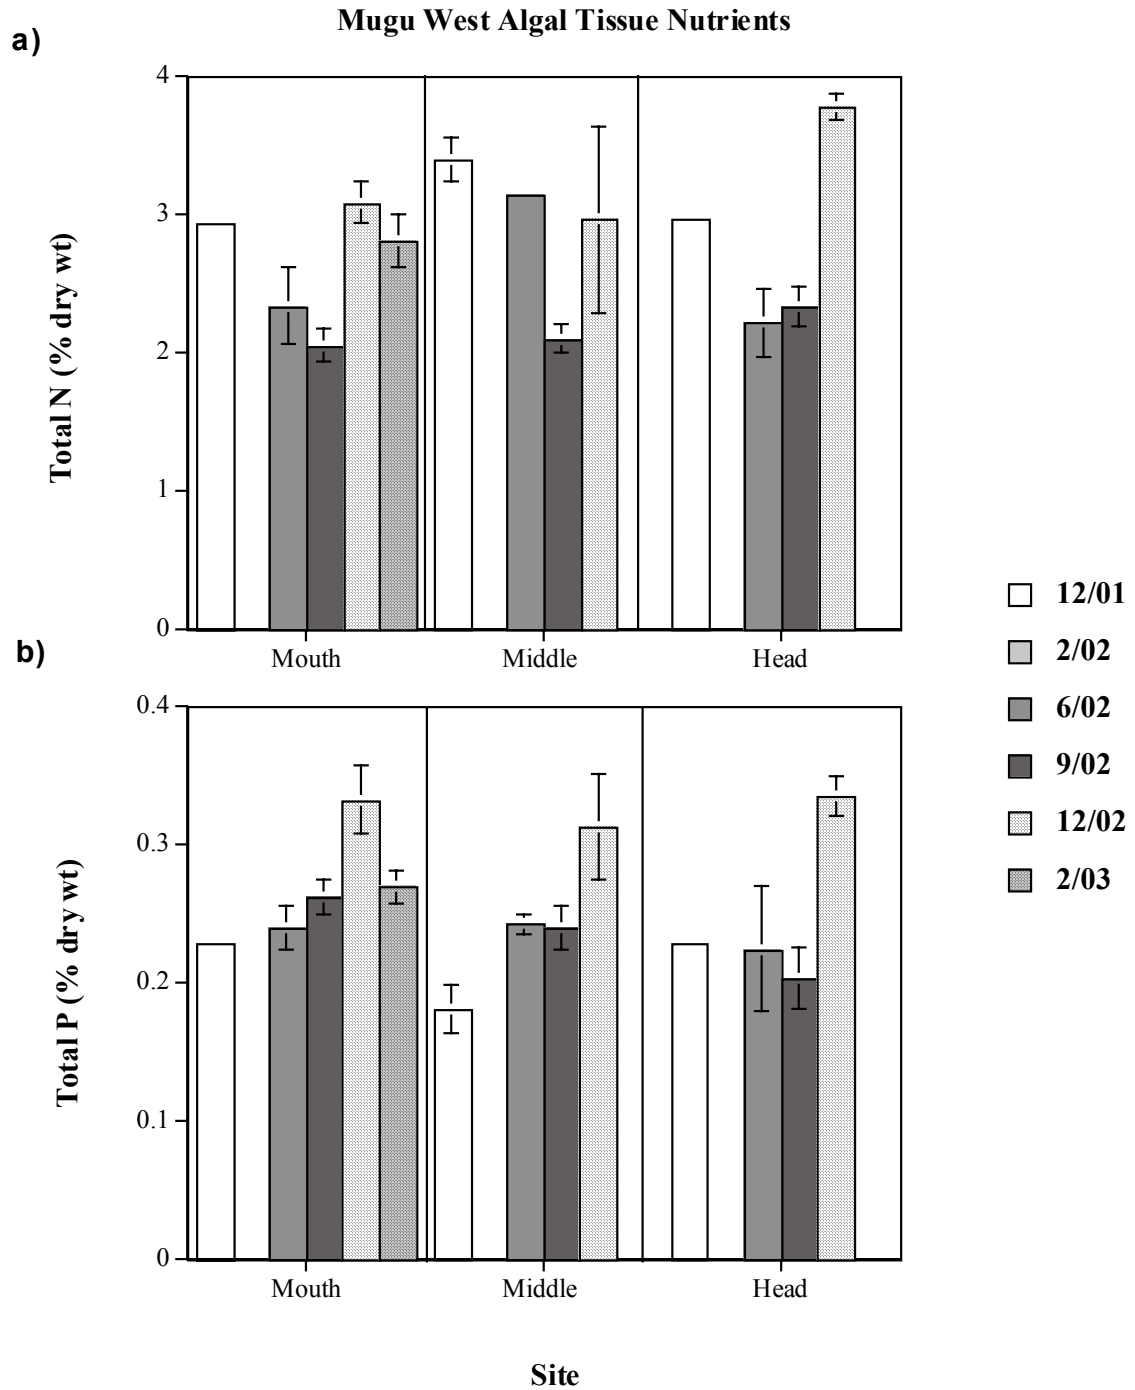 Mugu West Algal Tissue Nutrients
a)
4
3
2
1
0
Total N (% dry wt)
Mouth Middle Head
b)
0.4
0.3
0.2
0.1
0
Total P (% dry wt)
Mouth Middle Head
Site
12/01
2/02
6/02
9/02
12/02
2/03